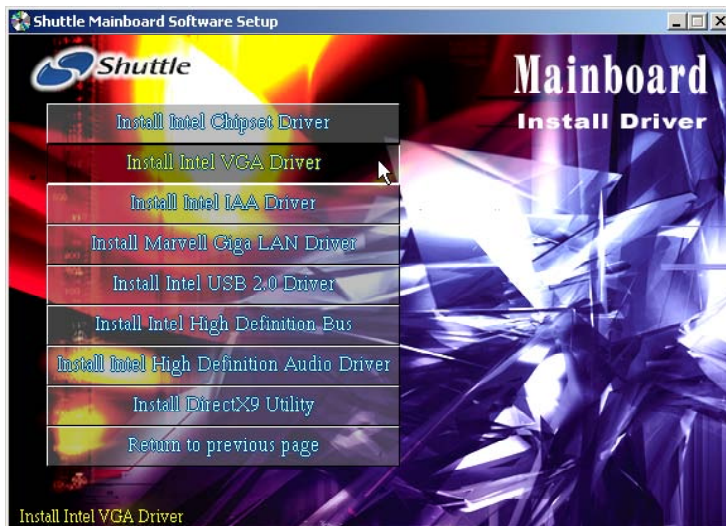 Shuttle Mainboard Software Setup
Shuttle
Mainboard
Install Driver
Install Intel Chipset Driver
Install Intel VGA Driver
Install Intel IAA Driver
Install Marvell Giga LAN Driver
Install Intel USB 2.0 Driver
Install Intel High Definition Bus
Install Intel High Definition Audio Driver
Install DirectX9 Utility
Return to previous page
Install Intel VGA Driver